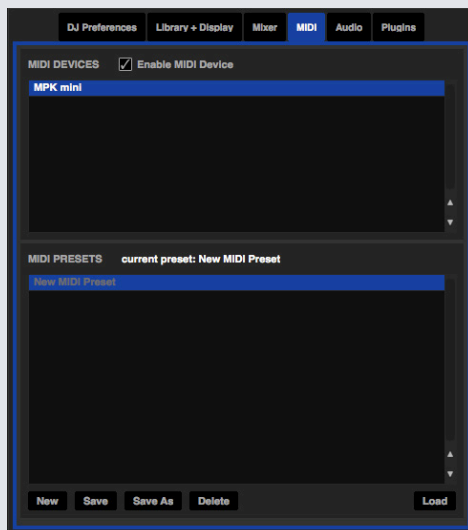 DJ Preferences Library + Display Mixer MIDI Audio Plugins
MIDI DEVICES Enable MIDI Device
MPK mini
MIDI PRESETS current preset: New MIDI Preset
New MIDI Preset
New Save Save As Delete Load